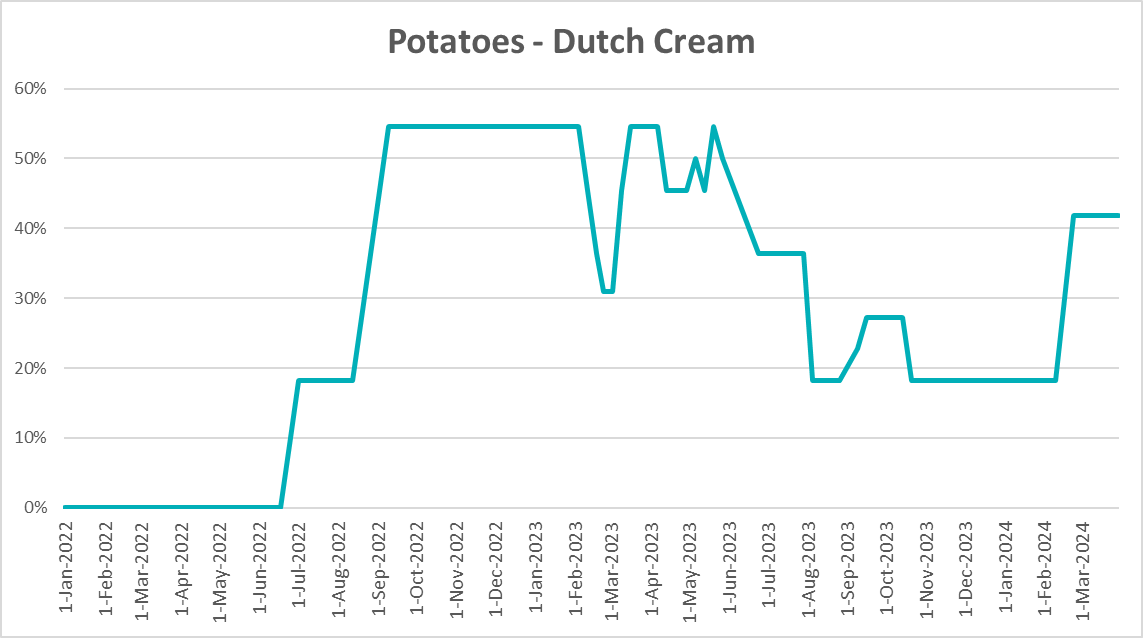 Potatoes - Dutch Cream
60%
50%
40%
30%
20%
10%
0%
1-Jan-2022
1-Feb-2022
1-Mar-2022
1-Apr-2022
1-May-2022
1-Jun-2022
1-Jul-2022
1-Aug-2022
1-Sep-2022
1-Oct-2022
1-Nov-2022
1-Dec-2022
1-Jan-2023
1-Feb-2023
1-Mar-2023
1-Apr-2023
1-May-2023
1-Jun-2023
1-Jul-2023
1-Aug-2023
1-Sep-2023
1-Oct-2023
1-Nov-2023
1-Dec-2023
1-Jan-2024
1-Feb-2024
1-Mar-2024